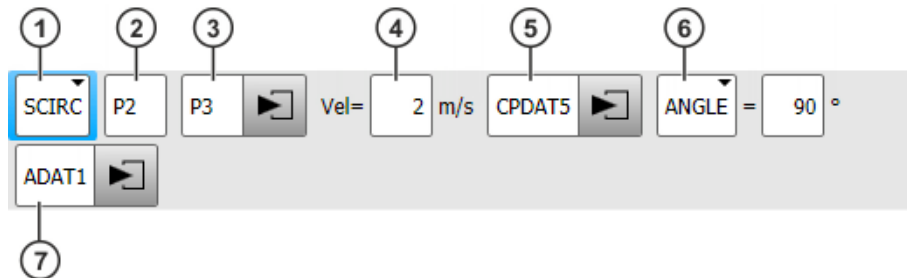 1 2 3 4 5 6
SCIRC P2 P3 Vel= 2 m/s CPDAT5 ANGLE = 90 °
ADAT1
7